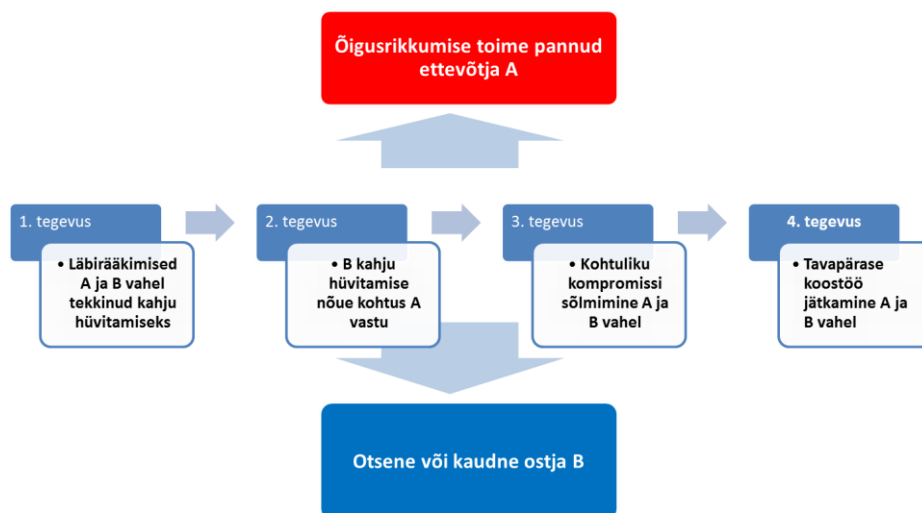 Õigusrikkumise toime pannud
ettevõtja A
1. tegevus
• Läbirääkimised
A ja B vahel
tekkinud kahju
hüvitamiseks
2. tegevus
• B kahju
hüvitamise
nõue kohtus A
vastu
3. tegevus
• Kohtuliku
kompromissi
sõlmimine A ja
B vahel
4. tegevus
• Tavapärase
koostöö
jätkamine A ja
B vahel
Otsene või kaudne ostja B